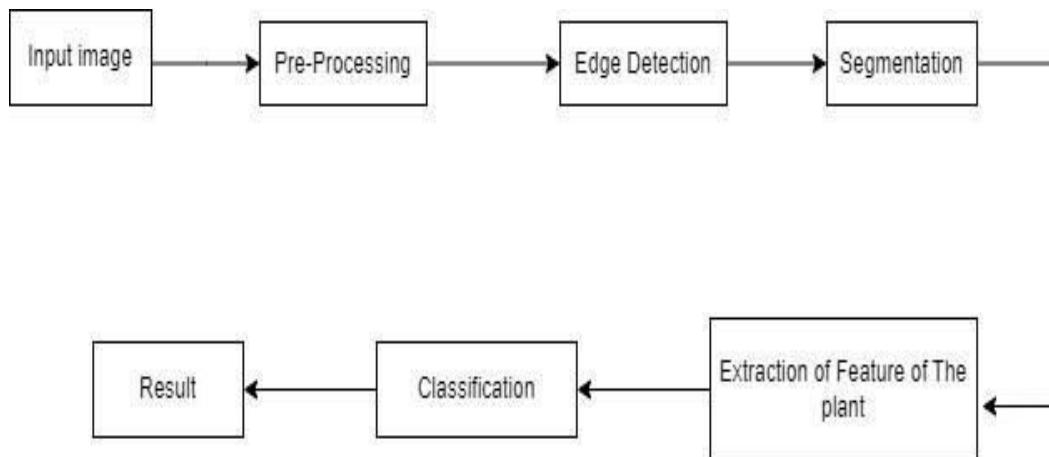 Input image
Pre-Processing
Edge Detection
Segmentation
Extraction of Feature of The
plant
Classification
Result